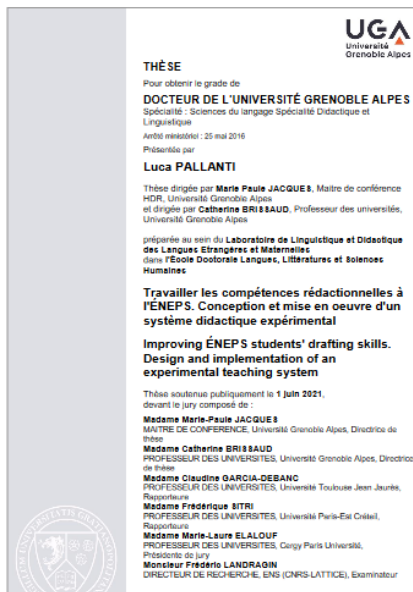 UGA
Université
Grenoble Alpes
THÈSE
Pour obtenir le grade de
DOCTEUR DE L'UNIVERSITÉ GRENOBLE ALPES
Spécialité : Sciences du langage Spécialité Didactique et
Linguistique
Arrêté ministériel : 25 mai 2016
Présentée par
Luca PALLANTI
Thèse dirigée par Marie Paule JACQUES, Maitre de conférence
HDR, Université Grenoble Alpes
et dirigée par Catherine BRISSAUD, Professeur des universités,
Université Grenoble Alpes
préparée au sein du Laboratoire de Linguistique et Didactique
des Langues Etrangères et Maternelles
dans l'École Doctorale Langues, Littératures et Sciences
Humaines
Travailler les compétences rédactionnelles à
l'ÉNEPS. Conception et mise en oeuvre d'un
système didactique expérimental
Improving ÉNEPS students' drafting skills.
Design and implementation of an
experimental teaching system
Thèse soutenue publiquement le 1 juin 2021,
devant le jury composé de :
Madame Marie-Paule JACQUES
MAITRE DE CONFERENCE, Université Grenoble Alpes, Directrice de
thèse
Madame Catherine BRISSAUD
PROFESSEUR DES UNIVERSITES, Université Grenoble Alpes, Directrice
de thèse
Madame Claudine GARCIA-DEBANC
PROFESSEUR DES UNIVERSITES, Université Toulouse Jean Jaurès,
Rapporteure
Madame Frédérique SITRI
PROFESSEUR DES UNIVERSITES, Université Paris-Est Créteil,
Rapporteure
Madame Marie-Laure ELALOUF
PROFESSEUR DES UNIVERSITES, Cergy Paris Université,
Présidente de jury
Monsieur Frédéric LANDRAGIN
DIRECTEUR DE RECHERCHE, ENS (CNRS-LATTICE), Examinateur